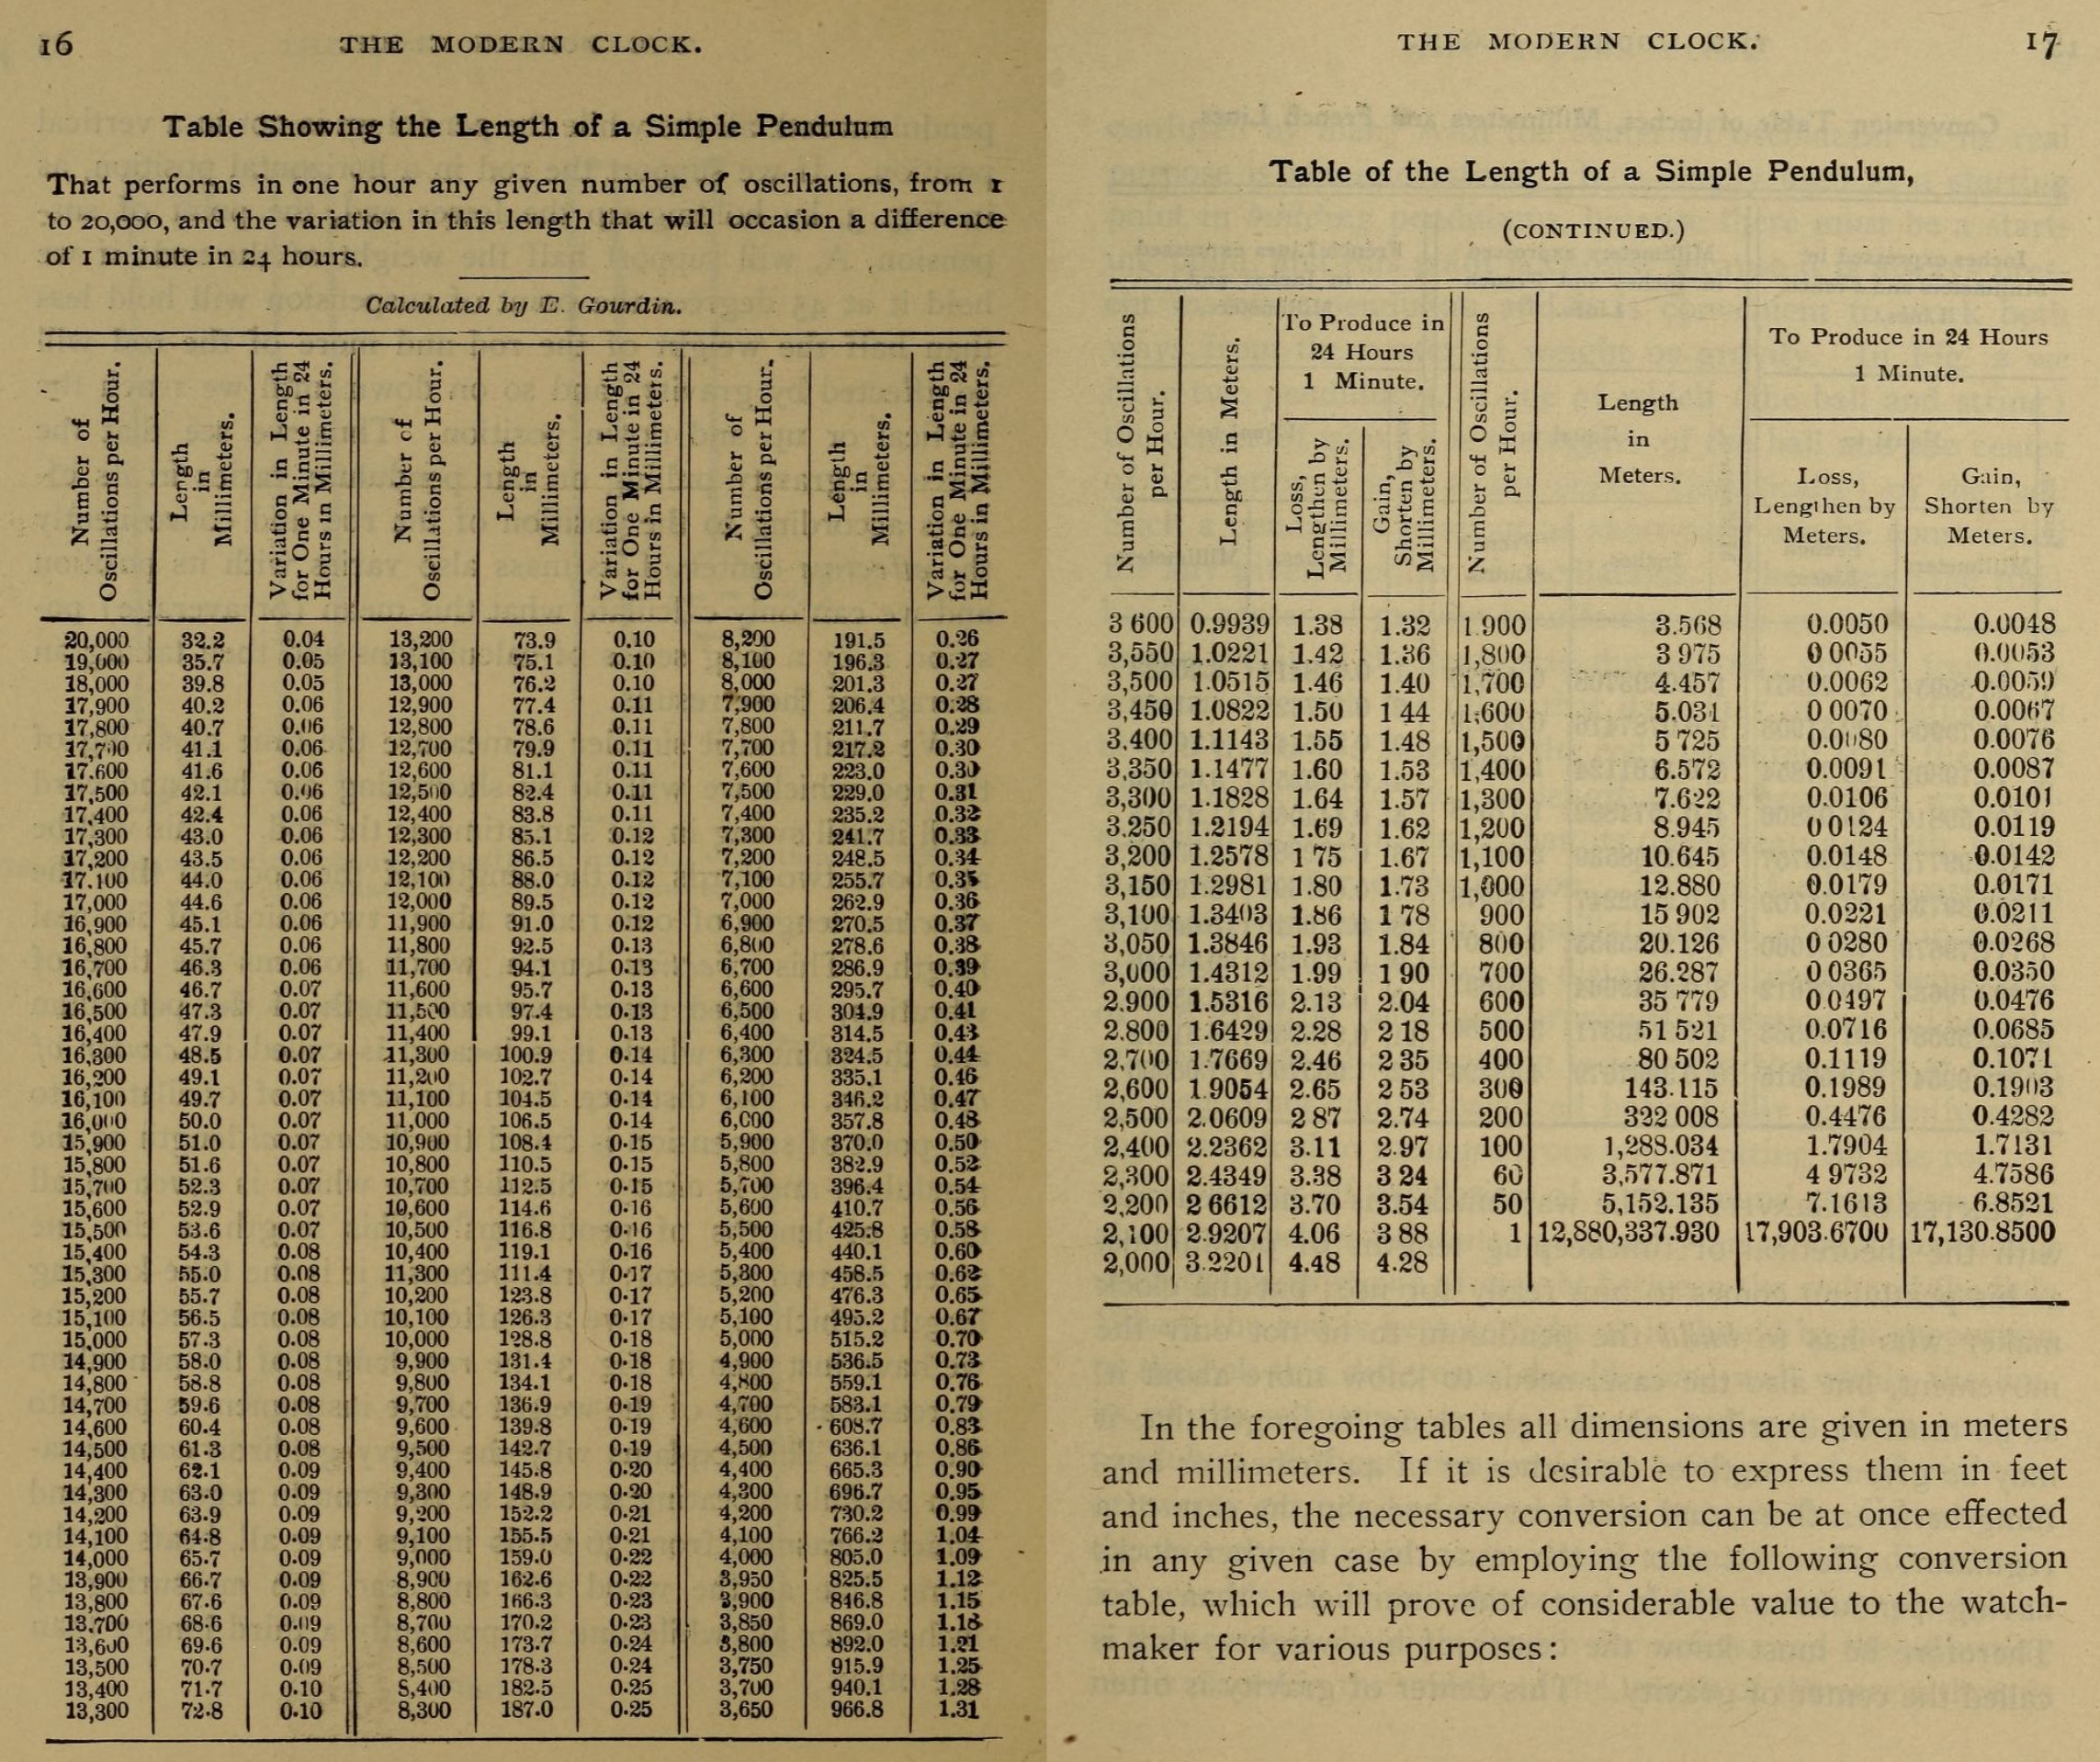 16 THE MODERN CLOCK.
Table Showing the Length of a Simple Pendulum
That performs in one hour any given number of oscillations, from 1
to 20,000, and the variation in this length that will occasion a difference
of 1 minute in 24 hours.
Calculated by E. Gourdin.
Number of
Oscillations per Hour.
Length
in
Millimeters.
Variation in Length
for One Minute in 24
Hours in Millimeters.
Number of
Oscillations per Hour.
Length
in
Millimeters.
Variation in Length
for One Minute in 24
Hours in Millimeters.
Number of
Oscillations per Hour.
Length
in
Millimeters.
Variation in Length
for One Minute in 24
Hours in Millimeters.
20,000 32.2 0.04 13,200 73.9 0.10 8,200 191.5 0.26
19,000 35.7 0.05 13,100 75.1 0.10 8,100 196.3 0.27
18,000 39.8 0.05 13,000 76.2 0.10 8,000 201.3 0.27
17,900 40.2 0.06 12,900 77.4 0.11 7,900 206.4 0.28
17,800 40.7 0.06 12,800 78.6 0.11 7,800 211.7 0.29
17,700 41.1 0.06 12,700 79.9 0.11 7,700 217.2 0.30
17.600 41.6 0.06 12,600 81.1 0.11 7,600 223.0 0.30
17,500 42.1 0.06 12,500 82.4 0.11 7,500 229.0 0.31
17,400 42.4 0.06 12,400 83.8 0.11 7,400 235.2 0.32
17,300 43.0 0.06 12,300 85.1 0.12 7,300 241.7 0.33
17,200 43.5 0.06 12,200 86.5 0.12 7,200 248.5 0.34
17.100 44.0 0.06 12,100 88.0 0.12 7,100 255.7 0.35
17,000 44.6 0.06 12,000 89.5 0.12 7,000 262.9 0.36
16,900 45.1 0.06 11,900 91.0 0.12 6,900 270.5 0.37
16,800 45.7 0.06 11,800 92.5 0.13 6,800 278.6 0.38
16,700 46.3 0.06 11,700 94.1 0.13 6,700 286.9 0.39
16,600 46.7 0.07 11,600 95.7 0.13 6,600 295.7 0.40
16,500 47.3 0.07 11,500 97.4 0.13 6,500 304.9 0.41
16,400 47.9 0.07 11,400 99.1 0.13 6,400 314.5 0.43
16,300 48.5 0.07 11,300 100.9 0.14 6,300 324.5 0.44
16,200 49.1 0.07 11,200 102.7 0.14 6,200 335.1 0.46
16,100 49.7 0.07 11,100 104.5 0.14 6,100 346.2 0.47
16,000 50.0 0.07 11,000 106.5 0.14 6,000 357.8 0.48
15,900 51.0 0.07 10,900 108.4 0.15 5,900 370.0 0.50
15,800 51.6 0.07 10,800 110.5 0.15 5,800 382.9 0.52
15,700 52.3 0.07 10,700 112.5 0.15 5,700 396.4 0.54
15,600 52.9 0.07 10,600 114.6 0.16 5,600 410.7 0.56
15,500 53.6 0.07 10,500 116.8 0.16 5,500 425.8 0.58
15,400 54.3 0.08 10,400 119.1 0.16 5,400 440.1 0.60
15,300 55.0 0.08 11,300 111.4 0.17 5,300 458.5 0.62
15,200 55.7 0.08 10,200 123.8 0.17 5,200 476.3 0.65
15,100 56.5 0.08 10,100 126.3 0.17 5,100 495.2 0.67
15,000 57.3 0.08 10,000 128.8 0.18 5,000 515.2 0.70
14,900 58.0 0.08 9,900 131.4 0.18 4,900 536.5 0.73
14,800 58.8 0.08 9,800 134.1 0.18 4,800 559.1 0.76
14,700 59.6 0.08 9,700 136.9 0.19 4,700 583.1 0.79
14,600 60.4 0.08 9,600 139.8 0.19 4,600 608.7 0.83
14,500 61.3 0.08 9,500 142.7 0.19 4,500 636.1 0.86
14,400 62.1 0.09 9,400 145.8 0.20 4,400 665.3 0.90
14,300 63.0 0.09 9,300 148.9 0.20 4,300 696.7 0.95
14,200 63.9 0.09 9,200 152.2 0.21 4,200 730.2 0.99
14,100 64.8 0.09 9,100 155.5 0.21 4,100 766.2 1.04
14,000 65.7 0.09 9,000 159.0 0.22 4,000 805.0 1.09
13,900 66.7 0.09 8,900 162.6 0.22 3,950 825.5 1.12
13,800 67.6 0.09 8,800 166.3 0.23 3,900 846.8 1.15
13.700 68.6 0.09 8,700 170.2 0.23 3,850 869.0 1.18
13,600 69.6 0.09 8,600 173.7 0.24 3,800 892.0 1.21
13,500 70.7 0.09 8,500 178.3 0.24 3,750 915.9 1.25
13,400 71.7 0.10 8,400 182.5 0.25 3,700 940.1 1.28
13,300 72.8 0.10 8,300 187.0 0.25 3,650 966.8 1.31
THE MODERN CLOCK. 17
Table of the Length of a Simple Pendulum,
(CONTINUED.)
Number of Oscillations
per Hour.
Length in Meters.
To Produce in
24 Hours
1 Minute.
Loss,
Lengthen by
Millimeters.
Gain,
Shorten by
Millimeters.
Number of Oscillations
per Hour.
Length
in
Meters.
To Produce in 24 Hours
1 Minute.
Loss,
Lengthen by
Meters.
Gain,
Shorten by
Meters.
3 600 0.9939 1.38 1.32 1.900 3.568 0.0050 0.0048
3,550 1.0221 1.42 1.36 1,800 3 975 0 0055 0.0053
3,500 1.0515 1.46 1.40 1,700 4.457 0.0062 0.0059
3,450 1.0822 1.50 1 44 1,600 5.031 0 0070 0.0067
3.400 1.1143 1.55 1.48 1,500 5 725 0.0080 0.0076
3,350 1.1477 1.60 1.53 1,400 6.572 0.0091 0.0087
3,300 1.1828 1.64 1.57 1,300 7.622 0.0106 0.0101
3.250 1.2194 1.69 1.62 1,200 8.945 0 0124 0.0119
3,200 1.2578 1 75 1.67 1,100 10.645 0.0148 0.0142
3,150 1.2981 1.80 1.73 1,000 12.880 0.0179 0.0171
3,100 1.3403 1.86 1 78 900 15 902 0.0221 0.0211
3,050 1.3846 1.93 1.84 800 20.126 0 0280 0.0268
3,000 1.4312 1.99 1 90 700 26.287 0 0365 0.0350
2.900 1.5316 2.13 2.04 600 35 779 0.0497 0.0476
2.800 1.6429 2.28 2 18 500 51 521 0.0716 0.0685
2,700 1.7669 2.46 2 35 400 80 502 0.1119 0.1071
2,600 1.9054 2.65 2 53 300 143.115 0.1989 0.1903
2,500 2.0609 2 87 2.74 200 322 008 0.4476 0.4282
2,400 2.2362 3.11 2.97 100 1,288.034 1.7904 1.7131
2,300 2.4349 3.38 3 24 60 3,577.871 4 9732 4.7586
2,200 2 6612 3.70 3.54 50 5,152.135 7.1613 6.8521
2,100 2.9207 4.06 3 88 1 12,880,337.930 17,903.6700 17,130.8500
2,000 3.2201 4.48 4.28
In the foregoing tables all dimensions are given in meters
and millimeters. If it is desirable to express them in feet
and inches, the necessary conversion can be at once effected
in any given case by employing the following conversion
table, which will prove of considerable value to the watch-
maker for various purposes: